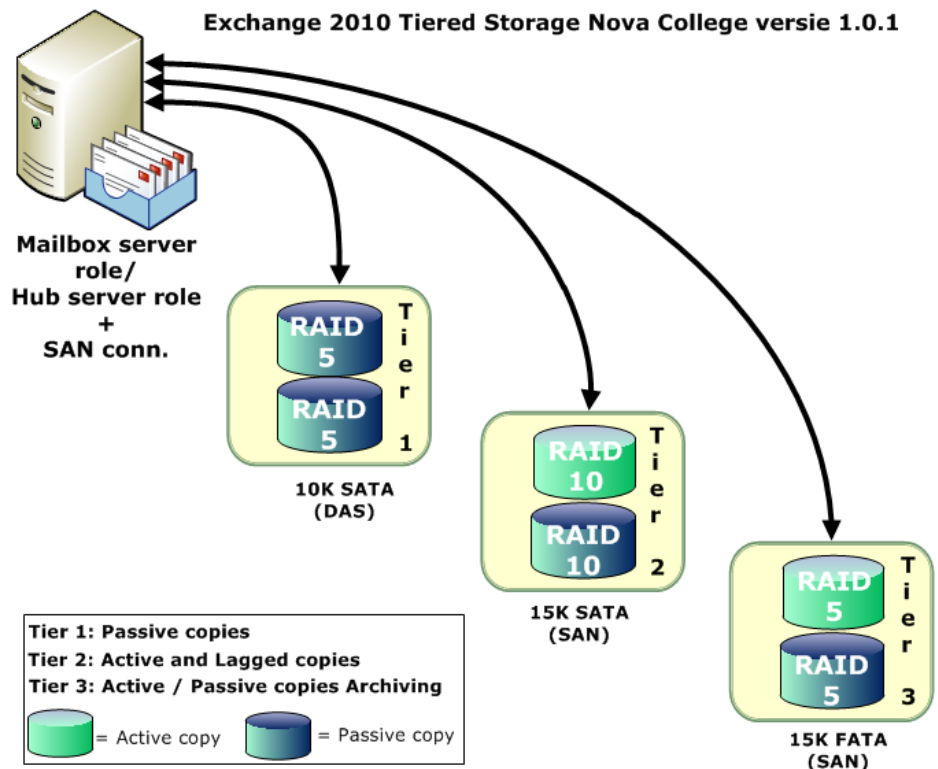 Exchange 2010 Tiered Storage Nova College versie 1.0.1
Mailbox server
role/
Hub server role
+
SAN conn.
RAID
5
RAID
5
Tier 1
10K SATA
(DAS)
RAID
10
RAID
10
Tier 2
15K SATA
(SAN)
RAID
5
RAID
5
Tier 3
15K FATA
(SAN)
Tier 1: Passive copies
Tier 2: Active and Lagged copies
Tier 3: Active / Passive copies Archiving
= Active copy
= Passive copy